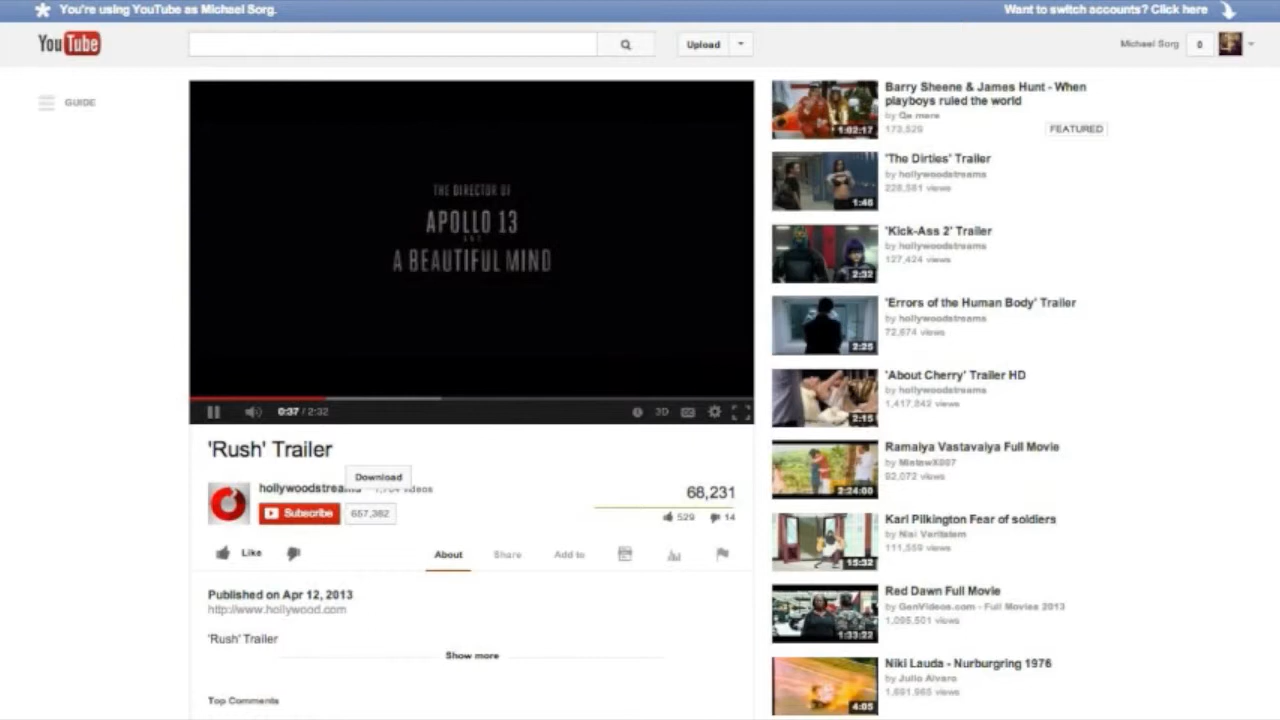 You're using YouTube as Michael Sorg.
Want to switch accounts? Click here
YouTube
Upload
Michael Sorg
0
GUIDE
THE DIRECTOR OF
APOLLO 13
AND
A BEAUTIFUL MIND
0:37 / 2:32
3D
'Rush' Trailer
Download
videos
Subscribe
657,382
68,231
529
14
Like
About
Share
Add to
Published on Apr 12, 2013
http://www.hollywood.com
'Rush' Trailer
Show more
Top Comments
1:02:17
Barry Sheene & James Hunt - When
playboys ruled the world
by
173,529
FEATURED
'The Dirties' Trailer
by hollywoodstreams
228,581 views
1:46
'Kick-Ass 2' Trailer
by hollywoodstreams
127,424 views
2:32
'Errors of the Human Body' Trailer
by hollywoodstreams
72,674 views
2:25
'About Cherry' Trailer HD
by hollywoodstreams
1,417,842 views
2:15
Ramaiya Vastavaiya Full Movie
by
92,072 views
2:24:00
Karl Pilkington Fear of soldiers
by
111,559 views
15:32
Red Dawn Full Movie
by GenVideos.com - Full Movies 2013
1,095,501 views
1:33:22
Niki Lauda - Nurburgring 1976
by Julio Alvaro
1,691,965 views
4:05